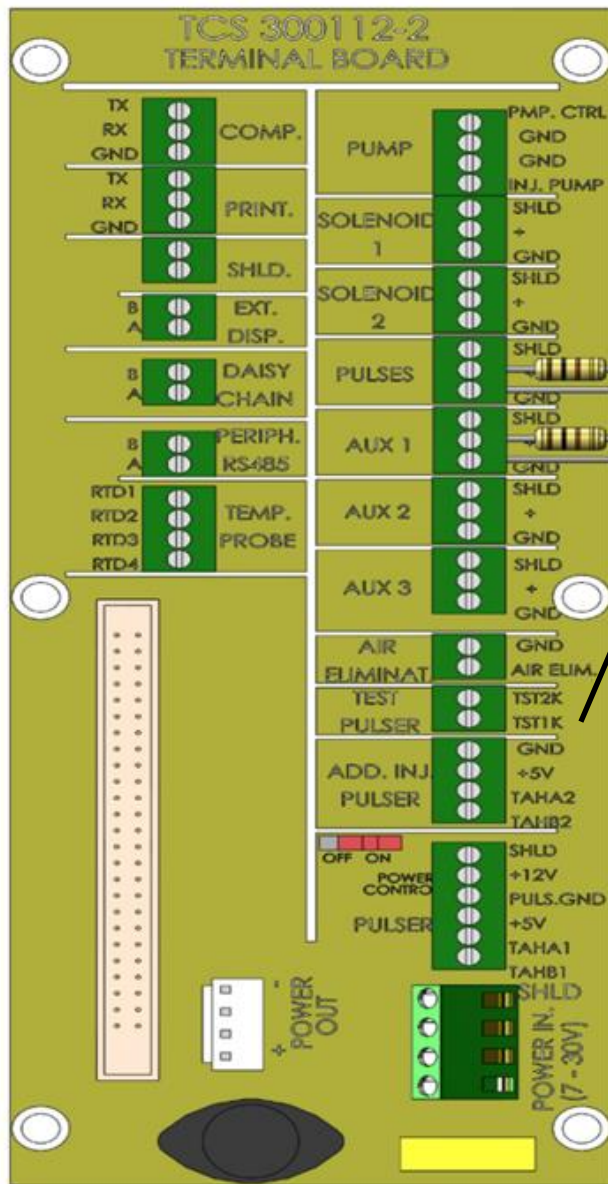 TCS 300112-2
TERMINAL BOARD
TX
RX
GND
COMP.
TX
RX
GND
PRINT.
SHLD.
B
A
EXT.
DISP.
B
A
DAISY
CHAIN
B
A
PERIPH.
RS485
RTD1
RTD2
RTD3
RTD4
TEMP.
PROBE
PUMP
PMP. CTRL
GND
GND
INJ. PUMP
SOLENOID
1
SHLD
+
GND
SOLENOID
2
SHLD
+
GND
PULSES
SHLD
GND
AUX 1
SHLD
GND
AUX 2
SHLD
+
GND
AUX 3
SHLD
+
GND
AIR
ELIMINAT.
GND
AIR ELIM.
TEST
PULSER
TST2K
TST1K
ADD. INJ.
PULSER
GND
+5V
TAHA2
TAHB2
OFF ON
POWER
CONTROL
PULSER
SHLD
+12V
PULS.GND
+5V
TAHA1
TAHB1
- +
POWER
OUT
SHLD
POWER IN.
(7 - 30V)